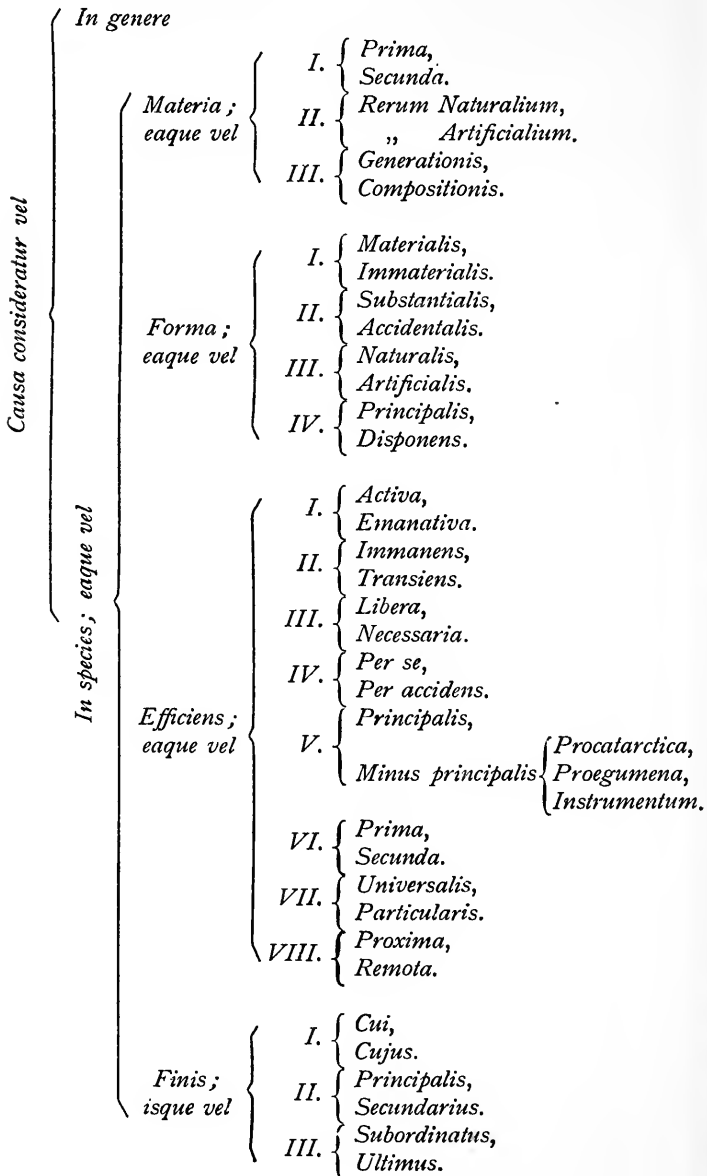 Causa consideratur vel
In genere
In species; eaque vel
Materia;
eaque vel
I. Prima,
Secunda.
II. Rerum Naturalium,
„ Artificialium.
III. Generationis,
Compositionis.
Forma;
eaque vel
I. Materialis,
Immaterialis.
II. Substantialis,
Accidentalis.
III. Naturalis,
Artificialis.
IV. Principalis,
Disponens.
Efficiens;
eaque vel
I. Activa,
Emanativa.
II. Immanens,
Transiens.
III. Libera,
Necessaria.
IV. Per se,
Per accidens.
V. Principalis,
Minus principalis
Procatarctica,
Proegumena,
Instrumentum.
VI. Prima,
Secunda.
VII. Universalis,
Particularis.
VIII. Proxima,
Remota.
Finis;
isque vel
I. Cui,
Cujus.
II. Principalis,
Secundarius.
III. Subordinatus,
Ultimus.